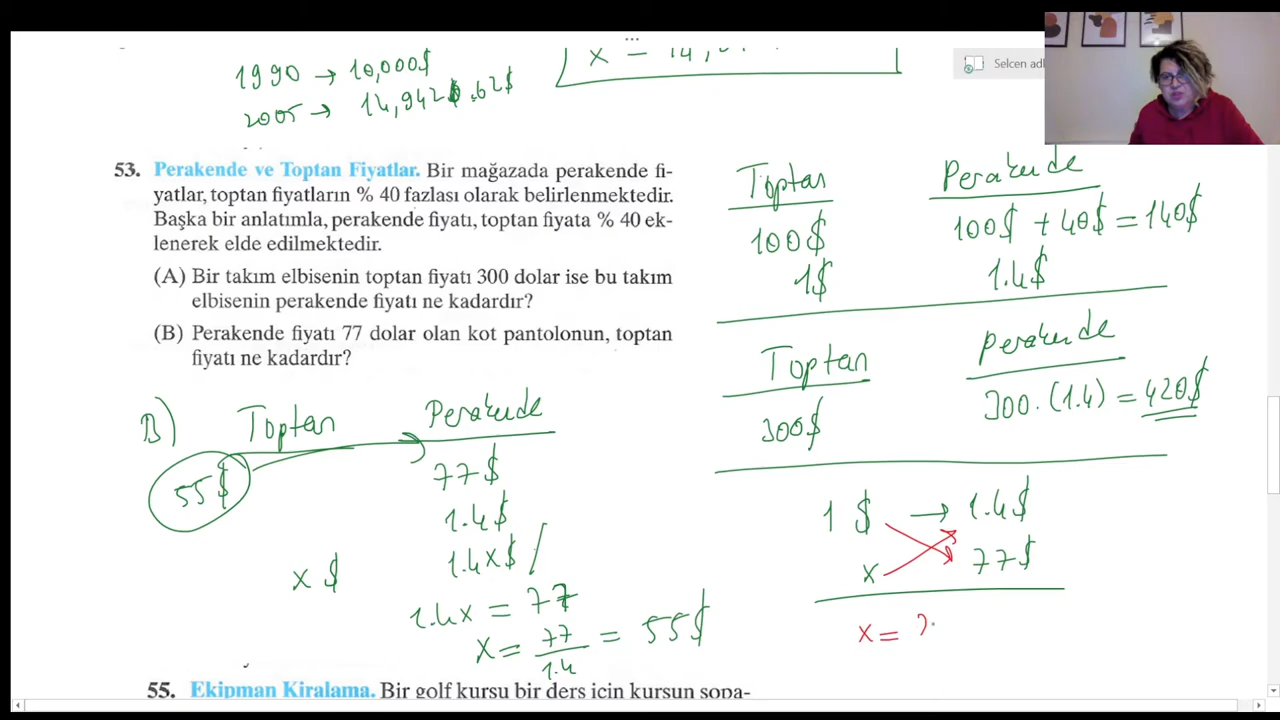 x = 14,
1990 → 10,000$
2005 → 14,942.62$
Selcen adl
53. Perakende ve Toptan Fiyatlar. Bir mağazada perakende fi-
yatlar, toptan fiyatların % 40 fazlası olarak belirlenmektedir.
Başka bir anlatımla, perakende fiyatı, toptan fiyata % 40 ek-
lenerek elde edilmektedir.
(A) Bir takım elbisenin toptan fiyatı 300 dolar ise bu takım
elbisenin perakende fiyatı ne kadardır?
(B) Perakende fiyatı 77 dolar olan kot pantolonun, toptan
fiyatı ne kadardır?
Toptan Perakende
100$ 100$ + 40$ = 140$
1$ 1.4$
Toptan Perakende
300$ 300.(1.4) = 420$
B) Toptan Perakende
55$ 77$
1.4$
x $ 1.4x$
1.4x = 77
x = 77/1.4 = 55$
1 $ → 1.4$
x 77$
x =
55. Ekipman Kiralama. Bir golf kursu bir ders için kursun sopa-